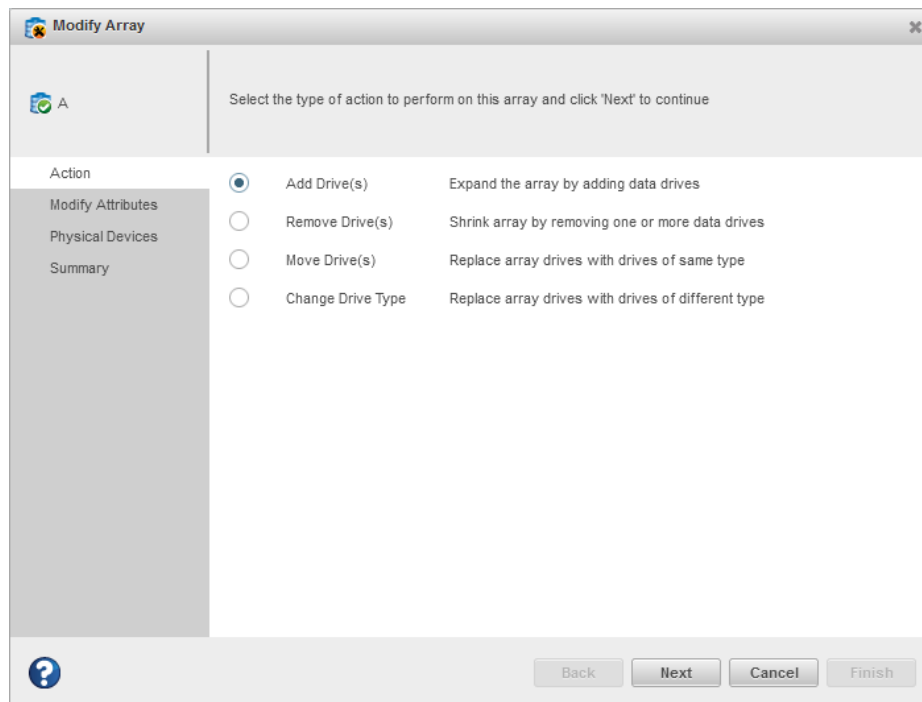 Modify Array
A
Select the type of action to perform on this array and click 'Next' to continue
Action
Modify Attributes
Physical Devices
Summary
Add Drive(s) Expand the array by adding data drives
Remove Drive(s) Shrink array by removing one or more data drives
Move Drive(s) Replace array drives with drives of same type
Change Drive Type Replace array drives with drives of different type
? Back Next Cancel Finish